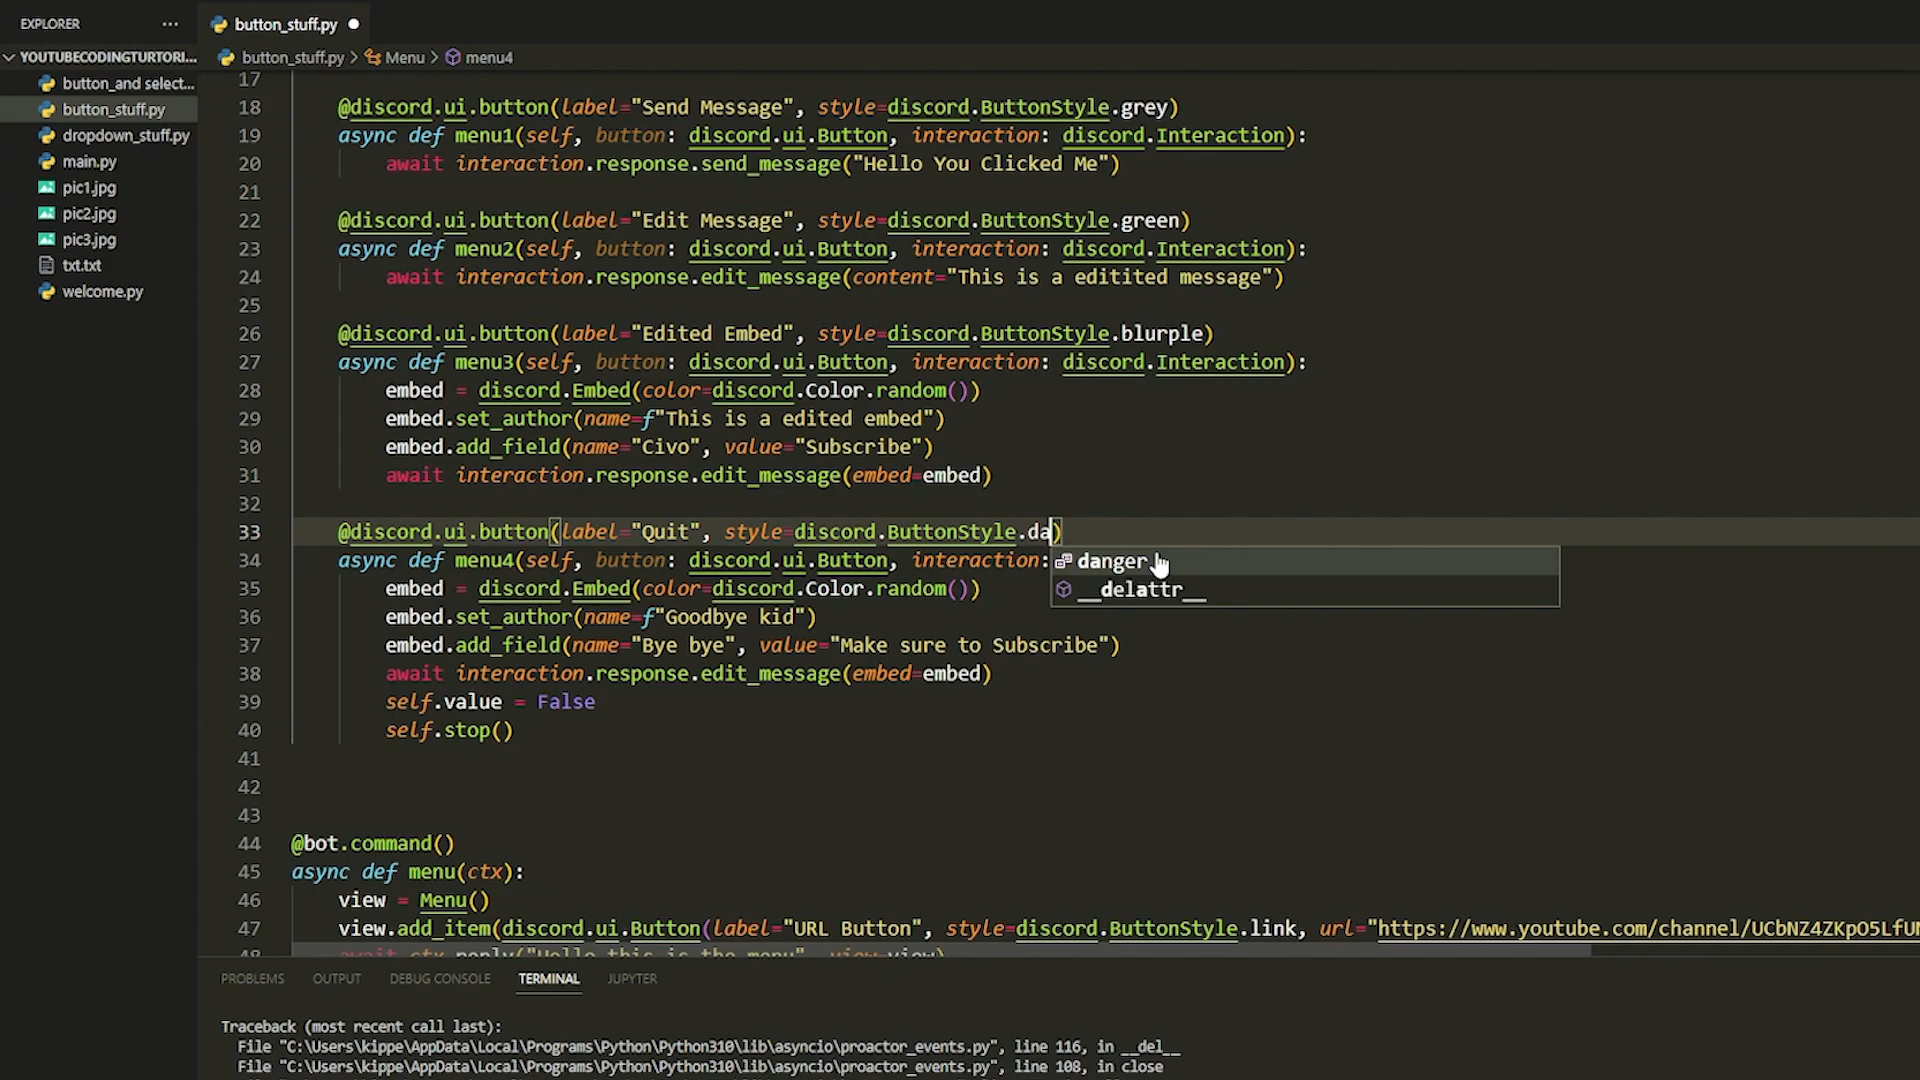 EXPLORER ...
button_stuff.py
YOUTUBECODINGTURTORI...
button_stuff.py > Menu > menu4
button_and select...
button_stuff.py
dropdown_stuff.py
main.py
pic1.jpg
pic2.jpg
pic3.jpg
txt.txt
welcome.py
17
18 @discord.ui.button(label="Send Message", style=discord.ButtonStyle.grey)
19 async def menu1(self, button: discord.ui.Button, interaction: discord.Interaction):
20 await interaction.response.send_message("Hello You Clicked Me")
21
22 @discord.ui.button(label="Edit Message", style=discord.ButtonStyle.green)
23 async def menu2(self, button: discord.ui.Button, interaction: discord.Interaction):
24 await interaction.response.edit_message(content="This is a editited message")
25
26 @discord.ui.button(label="Edited Embed", style=discord.ButtonStyle.blurple)
27 async def menu3(self, button: discord.ui.Button, interaction: discord.Interaction):
28 embed = discord.Embed(color=discord.Color.random())
29 embed.set_author(name=f"This is a edited embed")
30 embed.add_field(name="Civo", value="Subscribe")
31 await interaction.response.edit_message(embed=embed)
32
33 @discord.ui.button(label="Quit", style=discord.ButtonStyle.da)
34 async def menu4(self, button: discord.ui.Button, interaction:
danger
35 embed = discord.Embed(color=discord.Color.random())
__delattr__
36 embed.set_author(name=f"Goodbye kid")
37 embed.add_field(name="Bye bye", value="Make sure to Subscribe")
38 await interaction.response.edit_message(embed=embed)
39 self.value = False
40 self.stop()
41
42
43
44 @bot.command()
45 async def menu(ctx):
46 view = Menu()
47 view.add_item(discord.ui.Button(label="URL Button", style=discord.ButtonStyle.link, url="https://www.youtube.com/channel/UCbNZ4ZKpO5LfUN
48 await ctx.reply("Hello this is the menu", view=view)
PROBLEMS OUTPUT DEBUG CONSOLE TERMINAL JUPYTER
Traceback (most recent call last):
File "C:\Users\kippe\AppData\Local\Programs\Python\Python310\lib\asyncio\proactor_events.py", line 116, in __del__
File "C:\Users\kippe\AppData\Local\Programs\Python\Python310\lib\asyncio\proactor_events.py", line 108, in close